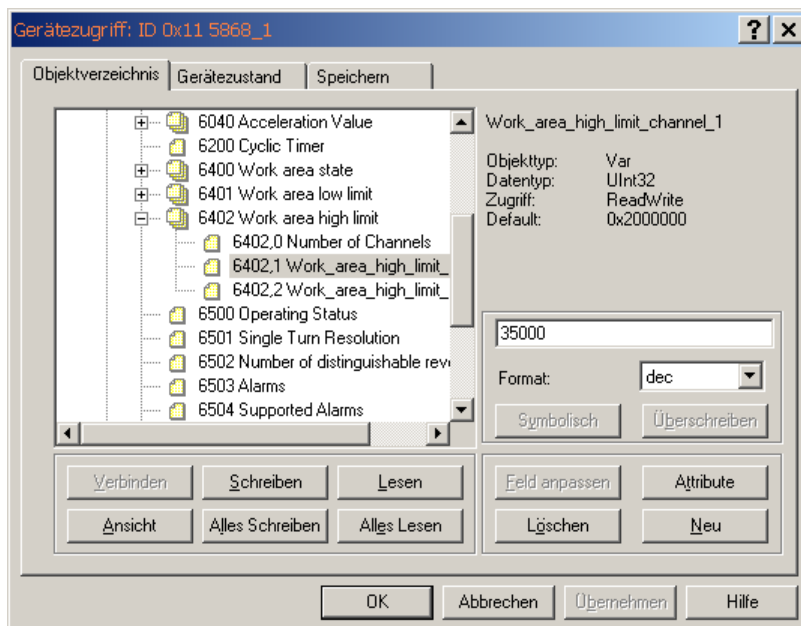 Gerätezugriff: ID 0x11 5868_1
Objektverzeichnis
Gerätezustand
Speichern
6040 Acceleration Value
6200 Cyclic Timer
6400 Work area state
6401 Work area low limit
6402 Work area high limit
6402,0 Number of Channels
6402,1 Work_area_high_limit_
6402,2 Work_area_high_limit_
6500 Operating Status
6501 Single Turn Resolution
6502 Number of distinguishable rev
6503 Alarms
6504 Supported Alarms
Work_area_high_limit_channel_1
Objekttyp: Var
Datentyp: UInt32
Zugriff: ReadWrite
Default: 0x2000000
35000
Format: dec
Symbolisch Überschreiben
Verbinden Schreiben Lesen
Ansicht Alles Schreiben Alles Lesen
Feld anpassen Attribute
Löschen Neu
OK Abbrechen Übernehmen Hilfe